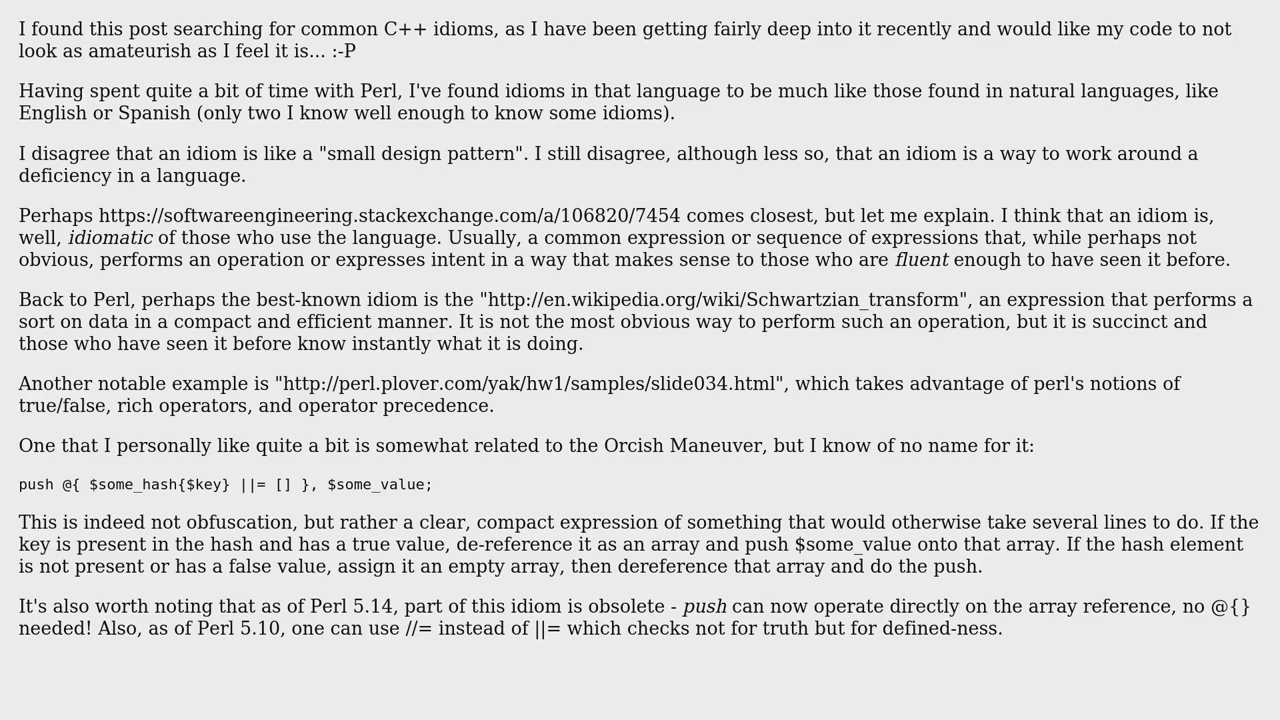 I found this post searching for common C++ idioms, as I have been getting fairly deep into it recently and would like my code to not
look as amateurish as I feel it is... :-P
Having spent quite a bit of time with Perl, I've found idioms in that language to be much like those found in natural languages, like
English or Spanish (only two I know well enough to know some idioms).
I disagree that an idiom is like a "small design pattern". I still disagree, although less so, that an idiom is a way to work around a
deficiency in a language.
Perhaps https://softwareengineering.stackexchange.com/a/106820/7454 comes closest, but let me explain. I think that an idiom is,
well, idiomatic of those who use the language. Usually, a common expression or sequence of expressions that, while perhaps not
obvious, performs an operation or expresses intent in a way that makes sense to those who are fluent enough to have seen it before.
Back to Perl, perhaps the best-known idiom is the "http://en.wikipedia.org/wiki/Schwartzian_transform", an expression that performs a
sort on data in a compact and efficient manner. It is not the most obvious way to perform such an operation, but it is succinct and
those who have seen it before know instantly what it is doing.
Another notable example is "http://perl.plover.com/yak/hw1/samples/slide034.html", which takes advantage of perl's notions of
true/false, rich operators, and operator precedence.
One that I personally like quite a bit is somewhat related to the Orcish Maneuver, but I know of no name for it:
push @{ $some_hash{$key} ||= [] }, $some_value;
This is indeed not obfuscation, but rather a clear, compact expression of something that would otherwise take several lines to do. If the
key is present in the hash and has a true value, de-reference it as an array and push $some_value onto that array. If the hash element
is not present or has a false value, assign it an empty array, then dereference that array and do the push.
It's also worth noting that as of Perl 5.14, part of this idiom is obsolete - push can now operate directly on the array reference, no @{}
needed! Also, as of Perl 5.10, one can use //= instead of ||= which checks not for truth but for defined-ness.